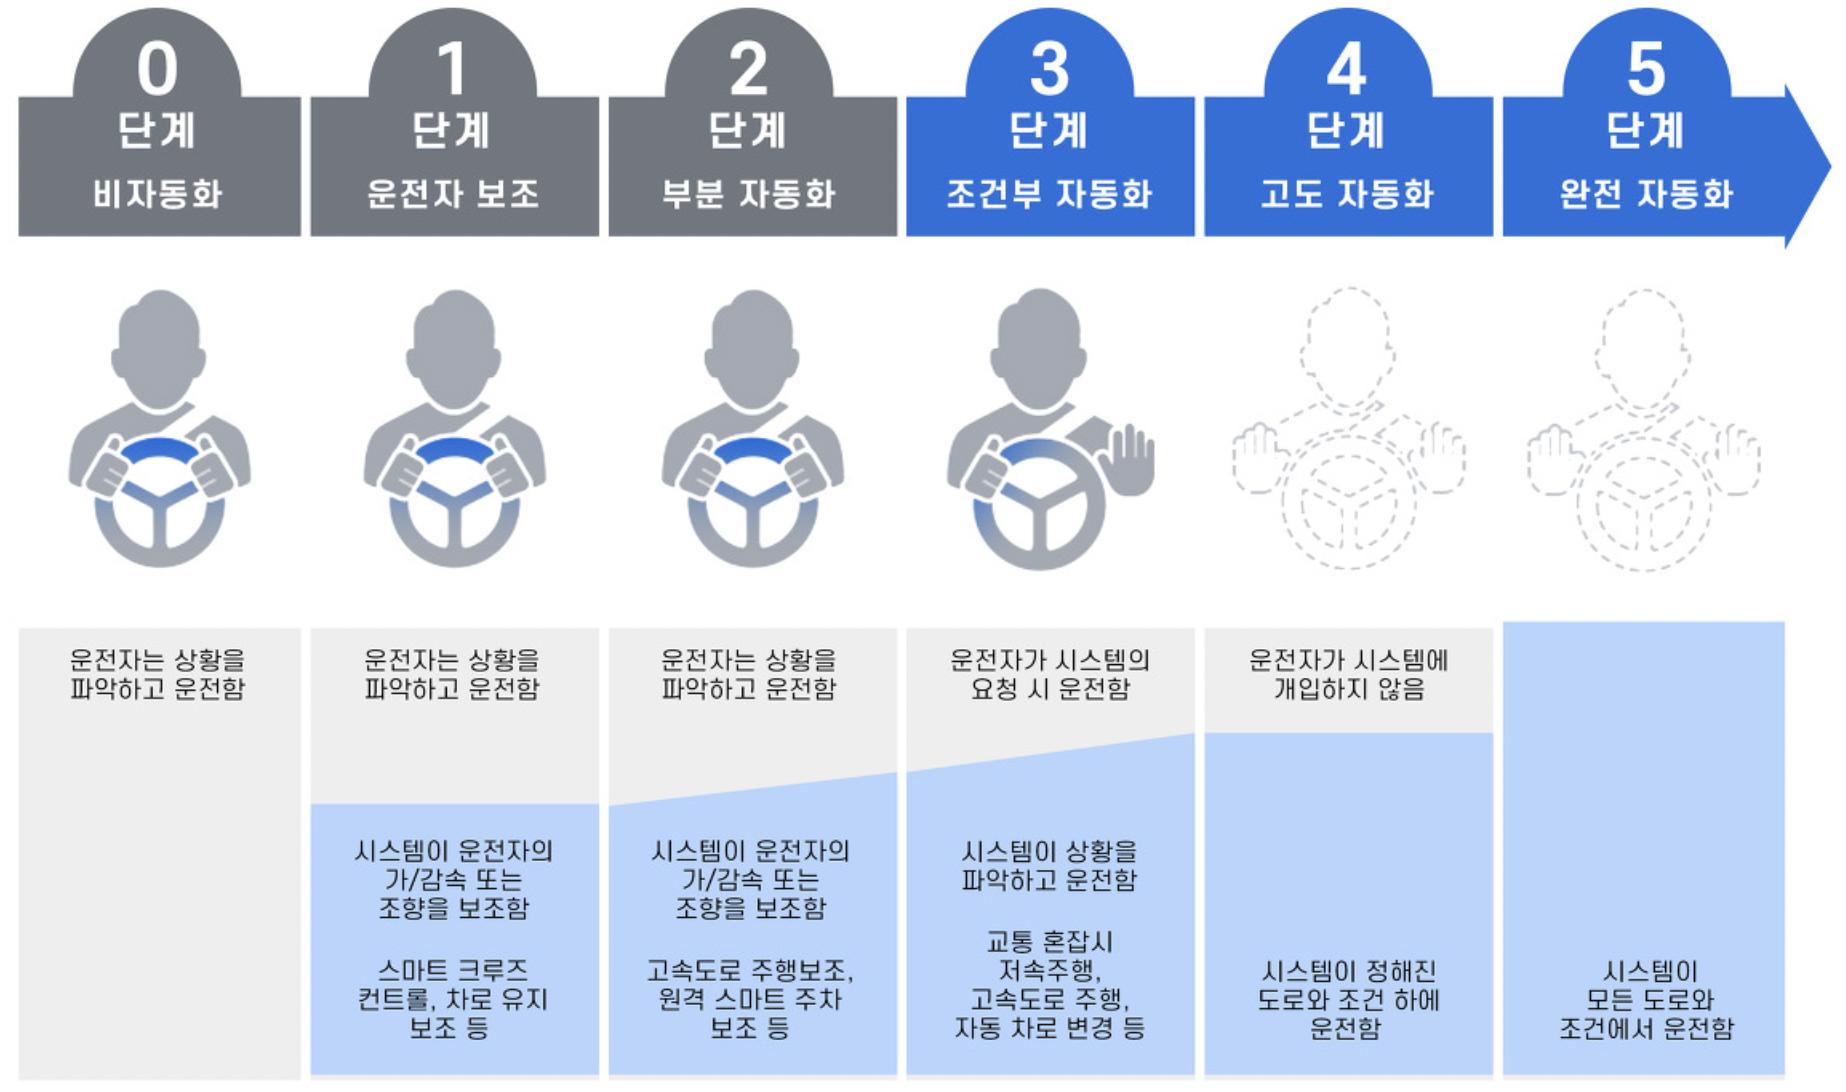 0
단계
비자동화
1
단계
운전자 보조
2
단계
부분 자동화
3
단계
조건부 자동화
4
단계
고도 자동화
5
단계
완전 자동화
운전자는 상황을
파악하고 운전함
운전자는 상황을
파악하고 운전함
시스템이 운전자의
가/감속 또는
조향을 보조함
스마트 크루즈
컨트롤, 차로 유지
보조 등
운전자는 상황을
파악하고 운전함
시스템이 운전자의
가/감속 또는
조향을 보조함
고속도로 주행보조,
원격 스마트 주차
보조 등
운전자가 시스템의
요청 시 운전함
시스템이 상황을
파악하고 운전함
교통 혼잡시
저속주행,
고속도로 주행,
자동 차로 변경 등
운전자가 시스템에
개입하지 않음
시스템이 정해진
도로와 조건 하에
운전함
시스템이
모든 도로와
조건에서 운전함